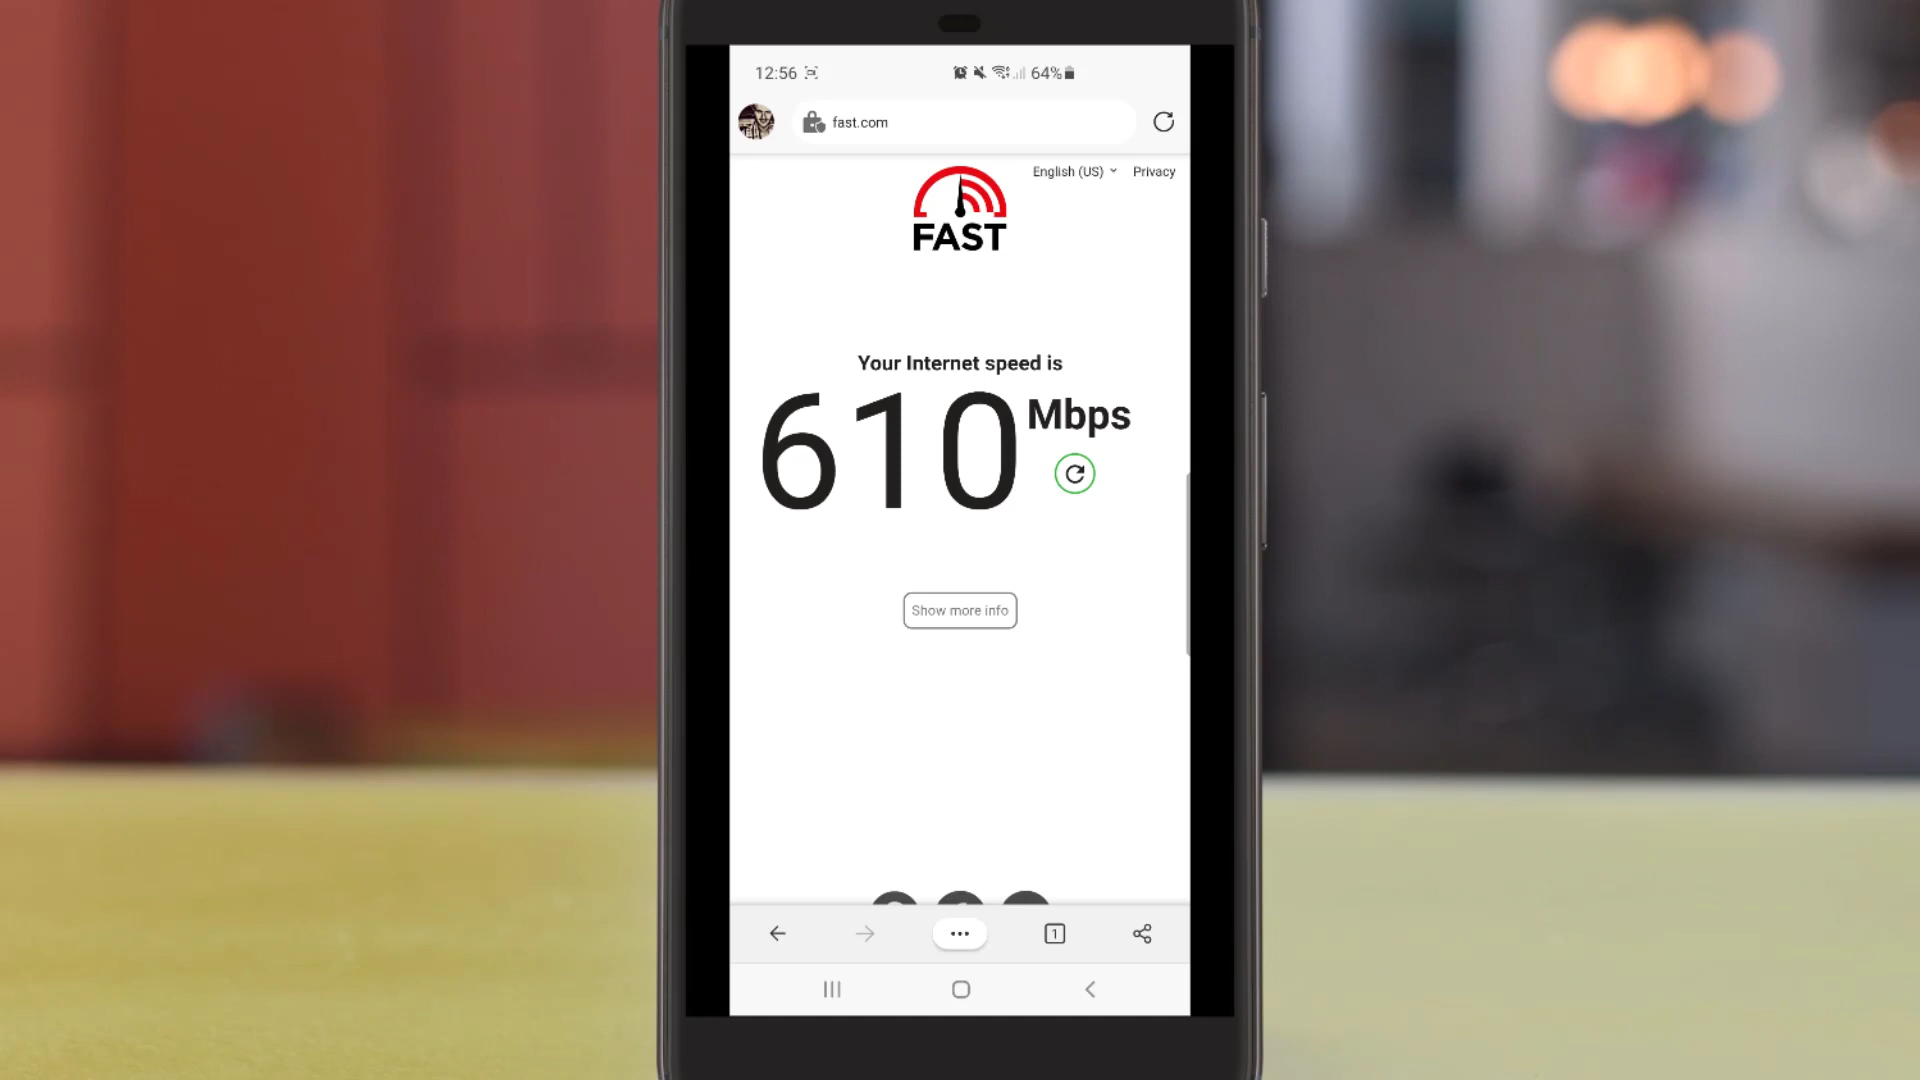 12:56
64%
fast.com
English (US)
Privacy
FAST
Your Internet speed is
610 Mbps
Show more info
1